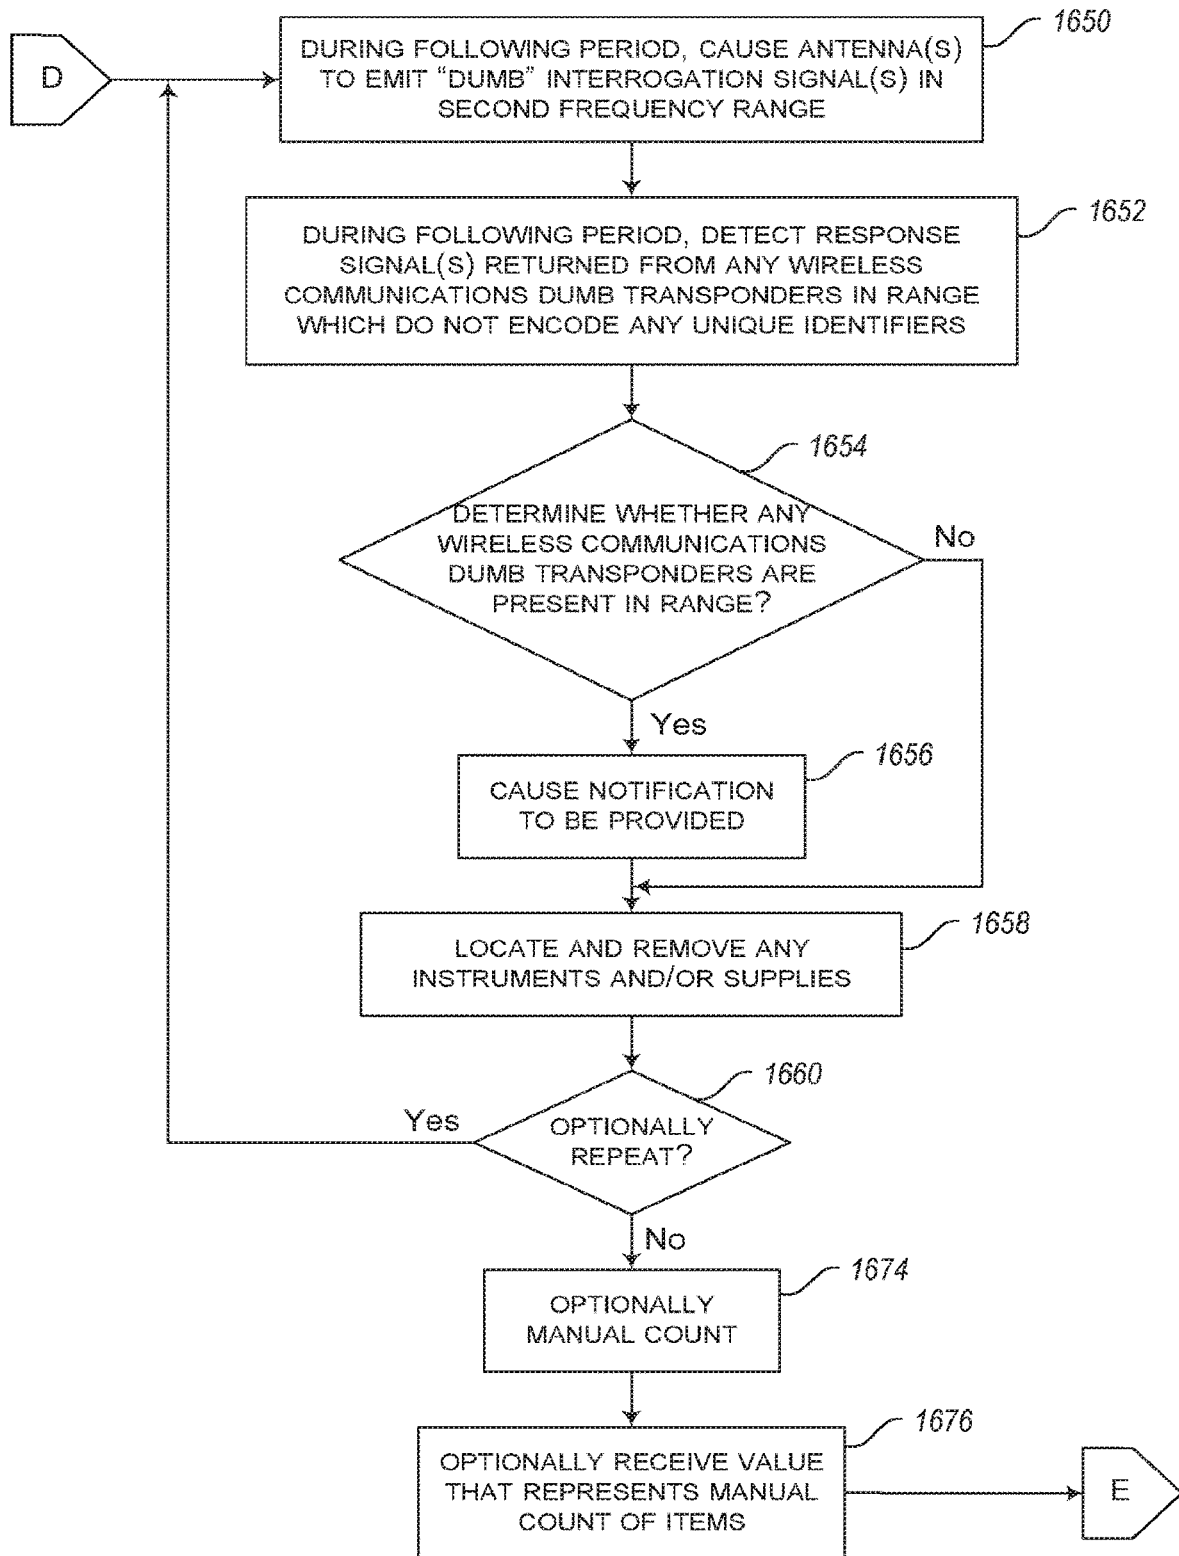 1650
D
DURING FOLLOWING PERIOD, CAUSE ANTENNA(S)
TO EMIT “DUMB” INTERROGATION SIGNAL(S) IN
SECOND FREQUENCY RANGE
1652
DURING FOLLOWING PERIOD, DETECT RESPONSE
SIGNAL(S) RETURNED FROM ANY WIRELESS
COMMUNICATIONS DUMB TRANSPONDERS IN RANGE
WHICH DO NOT ENCODE ANY UNIQUE IDENTIFIERS
1654
DETERMINE WHETHER ANY
WIRELESS COMMUNICATIONS
DUMB TRANSPONDERS ARE
PRESENT IN RANGE?
No
Yes
1656
CAUSE NOTIFICATION
TO BE PROVIDED
1658
LOCATE AND REMOVE ANY
INSTRUMENTS AND/OR SUPPLIES
1660
Yes
OPTIONALLY
REPEAT?
No
1674
OPTIONALLY
MANUAL COUNT
1676
OPTIONALLY RECEIVE VALUE
THAT REPRESENTS MANUAL
COUNT OF ITEMS
E